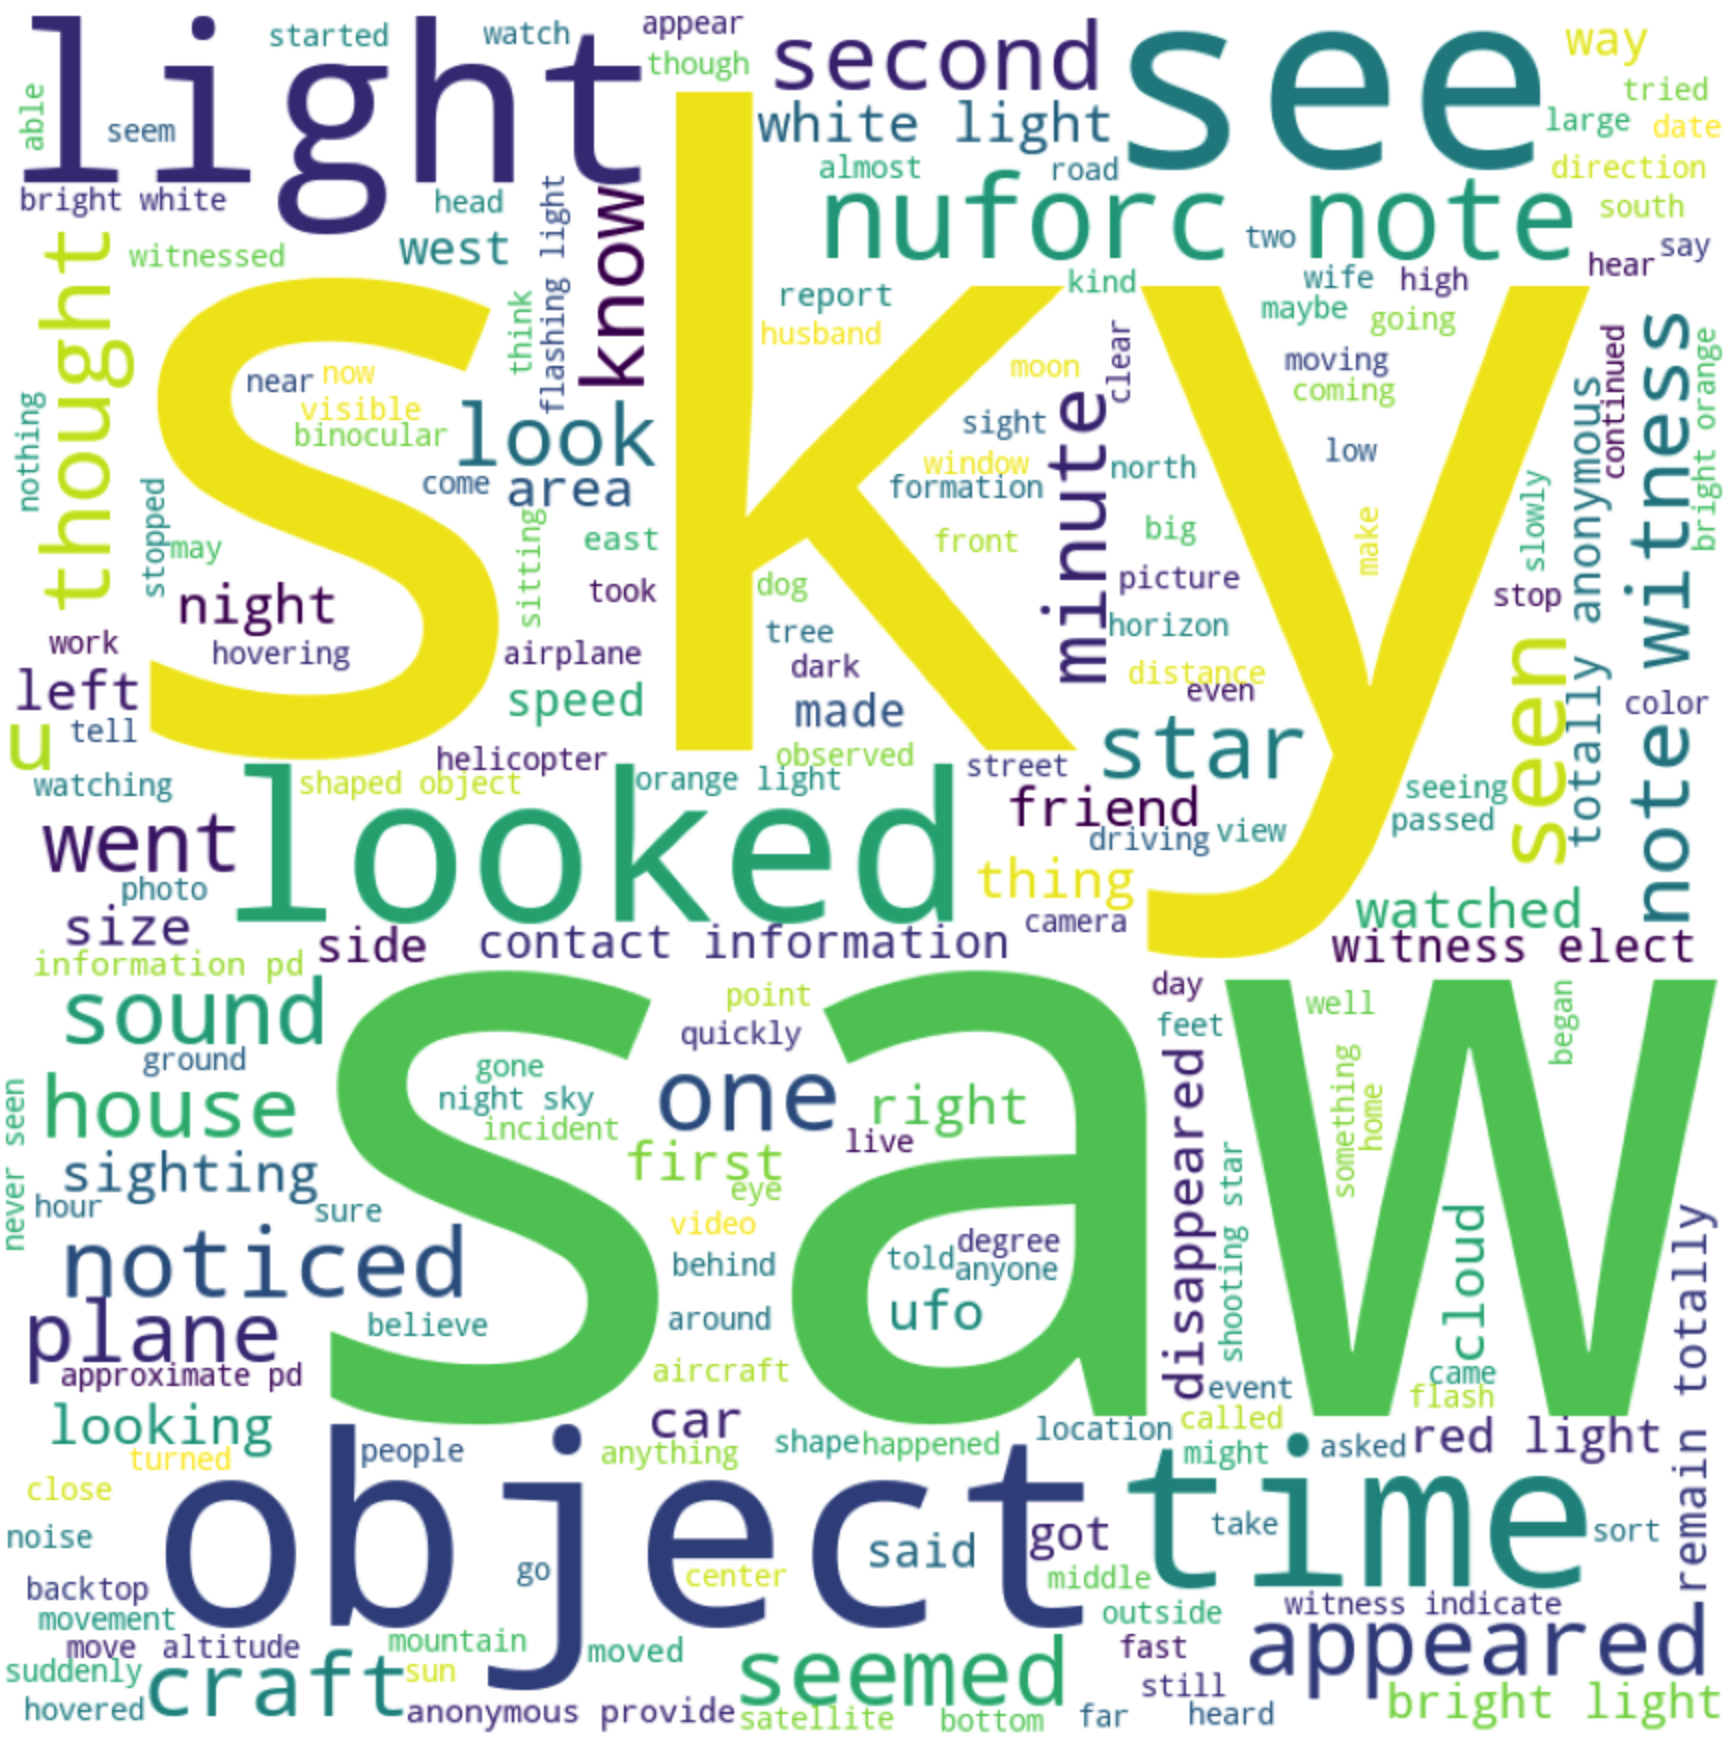 light
started
watch
appear
though
second
see
way
tried
able
seem
white light
large
date
almost
road
direction
bright white
head
flashing light
know
nuforc note
south
thought
witnessed
west
two
say
hear
sky
kind
wife
high
report
think
maybe
going
husband
clear
continued
witness note
bright orange
near
now
moon
moving
visible
coming
nothing
look
binocular
sight
minute
totally anonymous
window
north
low
come
area
formation
slowly
stopped
sitting
east
front
big
make
may
took
dog
picture
stop
night
tree
horizon
work
hovering
airplane
dark
distance
seen
left
speed
made
even
color
u
tell
star
helicopter
observed
street
watching
shaped object
orange light
seeing
looked
friend
passed
went
driving
view
photo
thing
size
camera
watched
side
contact information
witness elect
information pd
saw
sound
point
day
well
began
quickly
feet
ground
gone
one
disappeared
something
home
never seen
house
night sky
right
incident
live
sighting
first
shooting star
eye
hour
sure
video
cloud
remain totally
noticed
behind
told
degree
anyone
plane
believe
around
ufo
approximate pd
aircraft
came
event
flash
looking
car
called
location
people
anything
shape
happened
might
asked
red light
turned
close
object
time
noise
said
got
take
sort
go
center
middle
backtop
movement
outside
witness indicate
move
altitude
mountain
moved
seemed
fast
appeared
suddenly
craft
sun
still
hovered
anonymous provide
satellite
bottom
far
heard
bright light